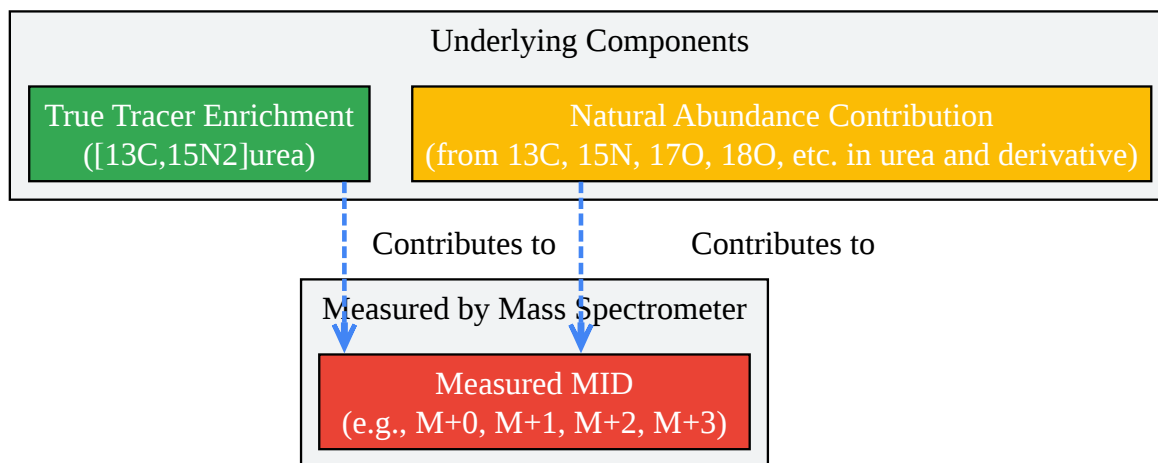 Underlying Components
True Tracer Enrichment
([13C,15N2]urea)
Natural Abundance Contribution
(from 13C, 15N, 17O, 18O, etc. in urea and derivative)
Contributes to
Contributes to
Measured by Mass Spectrometer
Measured MID
(e.g., M+0, M+1, M+2, M+3)